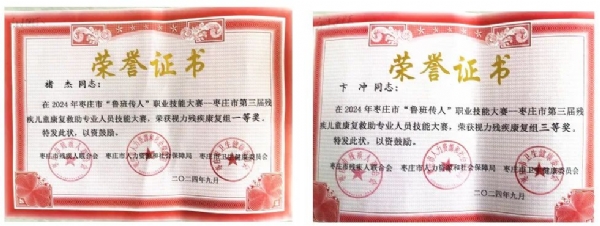 荣誉证书
褚 杰 同志：
在2024年枣庄市“鲁班传人”职业技能大赛--枣庄市第三届残
疾儿童康复救助专业人员技能大赛，荣获视力残疾康复组一等奖，
特发此状，以资鼓励。
枣庄市残疾人联合会 枣庄市人力资源和社会保障局 枣庄市卫生健康委员会
二〇二四年九月
荣誉证书
卞 冲 同志：
在2024年枣庄市“鲁班传人”职业技能大赛--枣庄市第三届残
疾儿童康复救助专业人员技能大赛，荣获视力残疾康复组三等奖，
特发此状，以资鼓励。
枣庄市残疾人联合会 枣庄市人力资源和社会保障局 枣庄市卫生健康委员会
二〇二四年九月